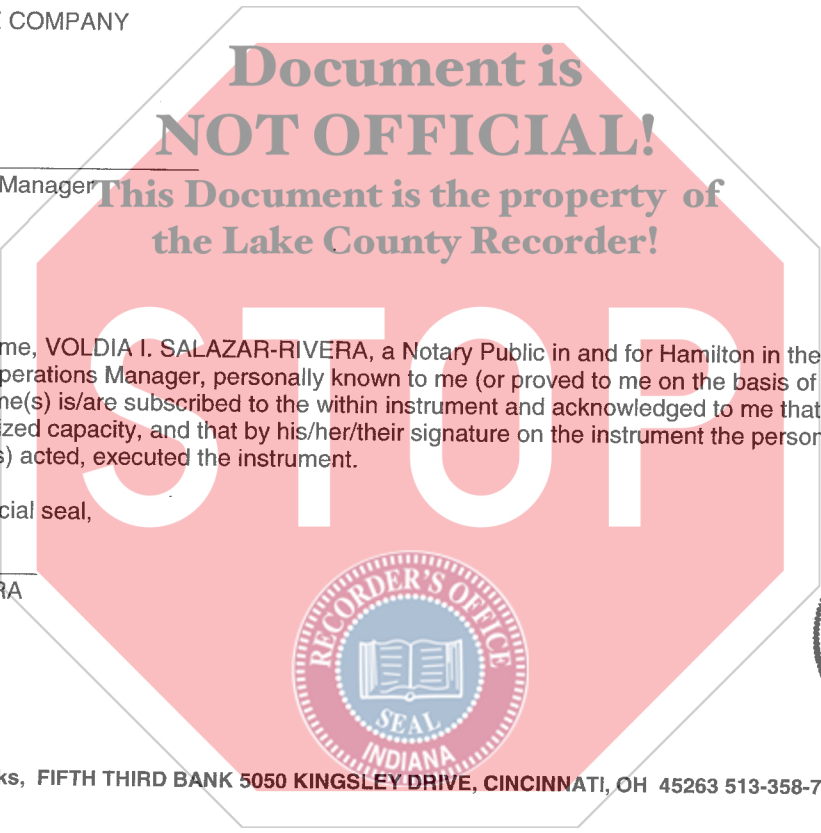 COMPANY
Document is
NOT OFFICIAL!
Manager
This Document is the property of
the Lake County Recorder!
STOP
me, VOLDIA I. SALAZAR-RIVERA, a Notary Public in and for Hamilton in the
perations Manager, personally known to me (or proved to me on the basis of
me(s) is/are subscribed to the within instrument and acknowledged to me that
ized capacity, and that by his/her/their signature on the instrument the person
s) acted, executed the instrument.
cial seal,
RA
RECORDER'S OFFICE
SEAL
INDIANA
ks, FIFTH THIRD BANK 5050 KINGSLEY DRIVE, CINCINNATI, OH 45263 513-358-7